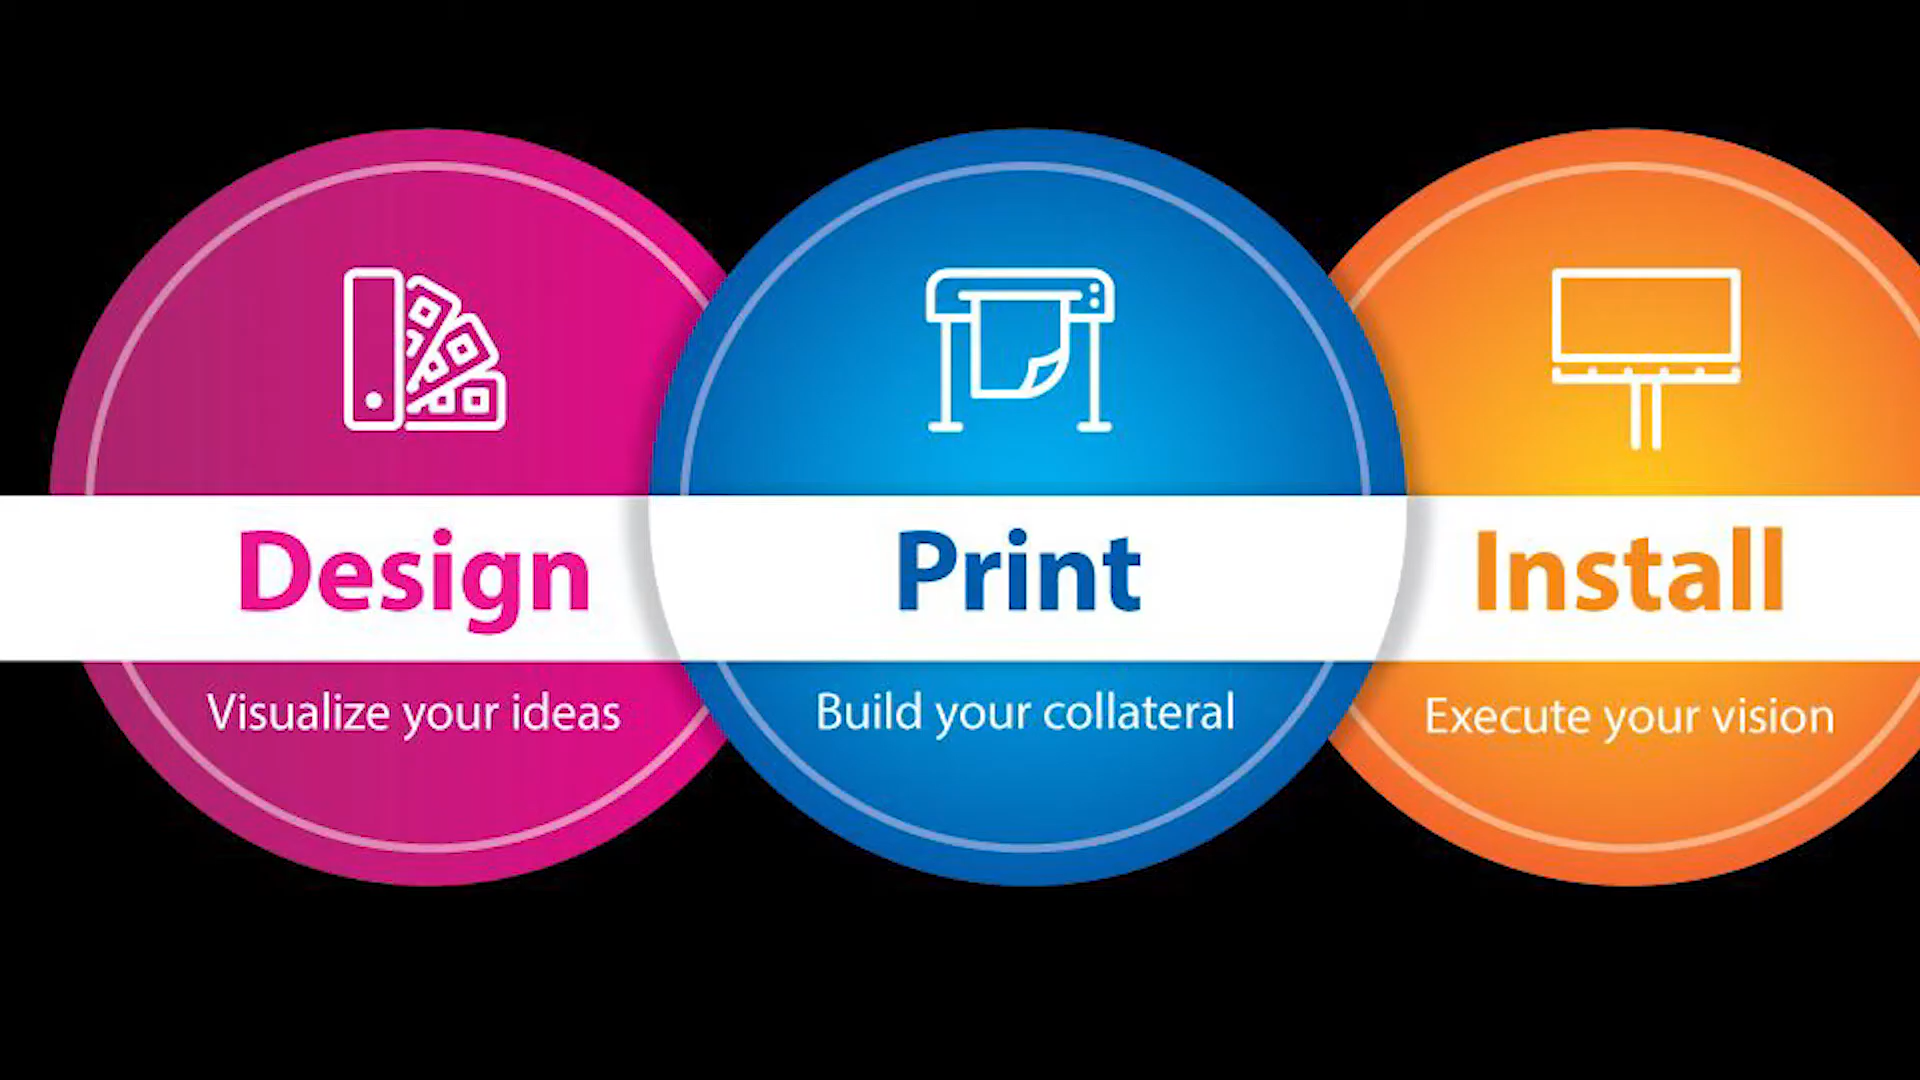 Design
Visualize your ideas
Print
Build your collateral
Install
Execute your vision